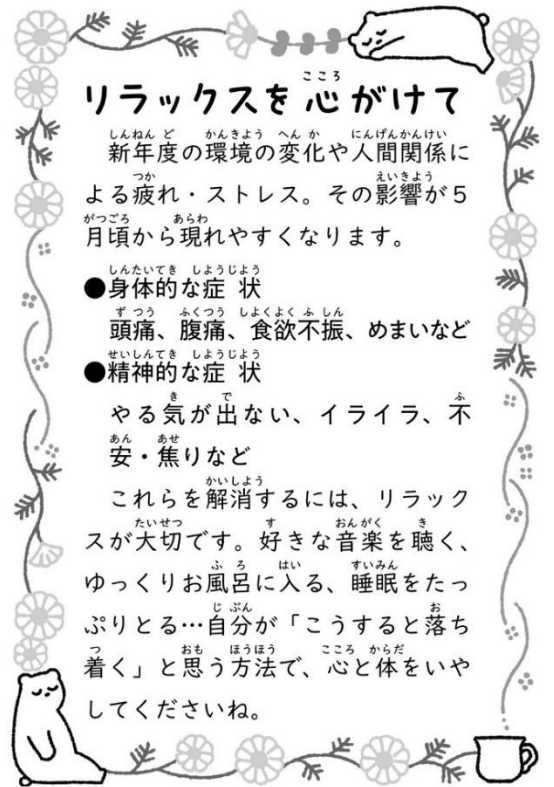 リラックスを心がけて
新年度の環境の変化や人間関係に
よる疲れ・ストレス。その影響が５
月頃から現れやすくなります。
●身体的な症状
頭痛、腹痛、食欲不振、めまいなど
●精神的な症状
やる気が出ない、イライラ、不
安・焦りなど
これらを解消するには、リラック
スが大切です。好きな音楽を聴く、
ゆっくりお風呂に入る、睡眠をたっ
ぷりとる…自分が「こうすると落ち
着く」と思う方法で、心と体をいや
してくださいね。